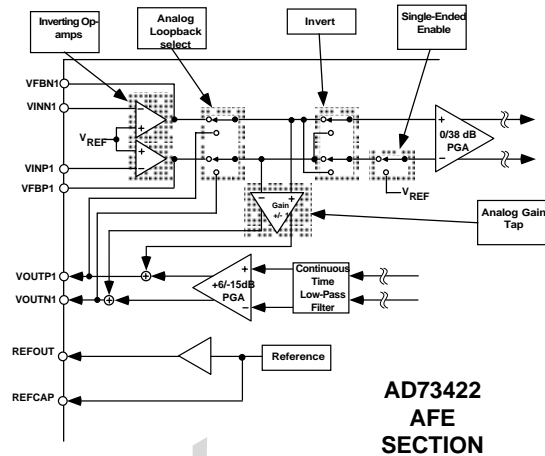 Inverting Op-
amps
Analog
Loopback
select
Invert
Single-Ended
Enable
VFBN1
VINN1
VREF
VINP1
VFBP1
0/38 dB
PGA
VREF
Gain
+/- 1
Analog Gain
Tap
VOUTP1
VOUTN1
+6/-15dB
PGA
Continuous
Time
Low-Pass
Filter
REFOUT
Reference
REFCAP
AD73422
AFE
SECTION